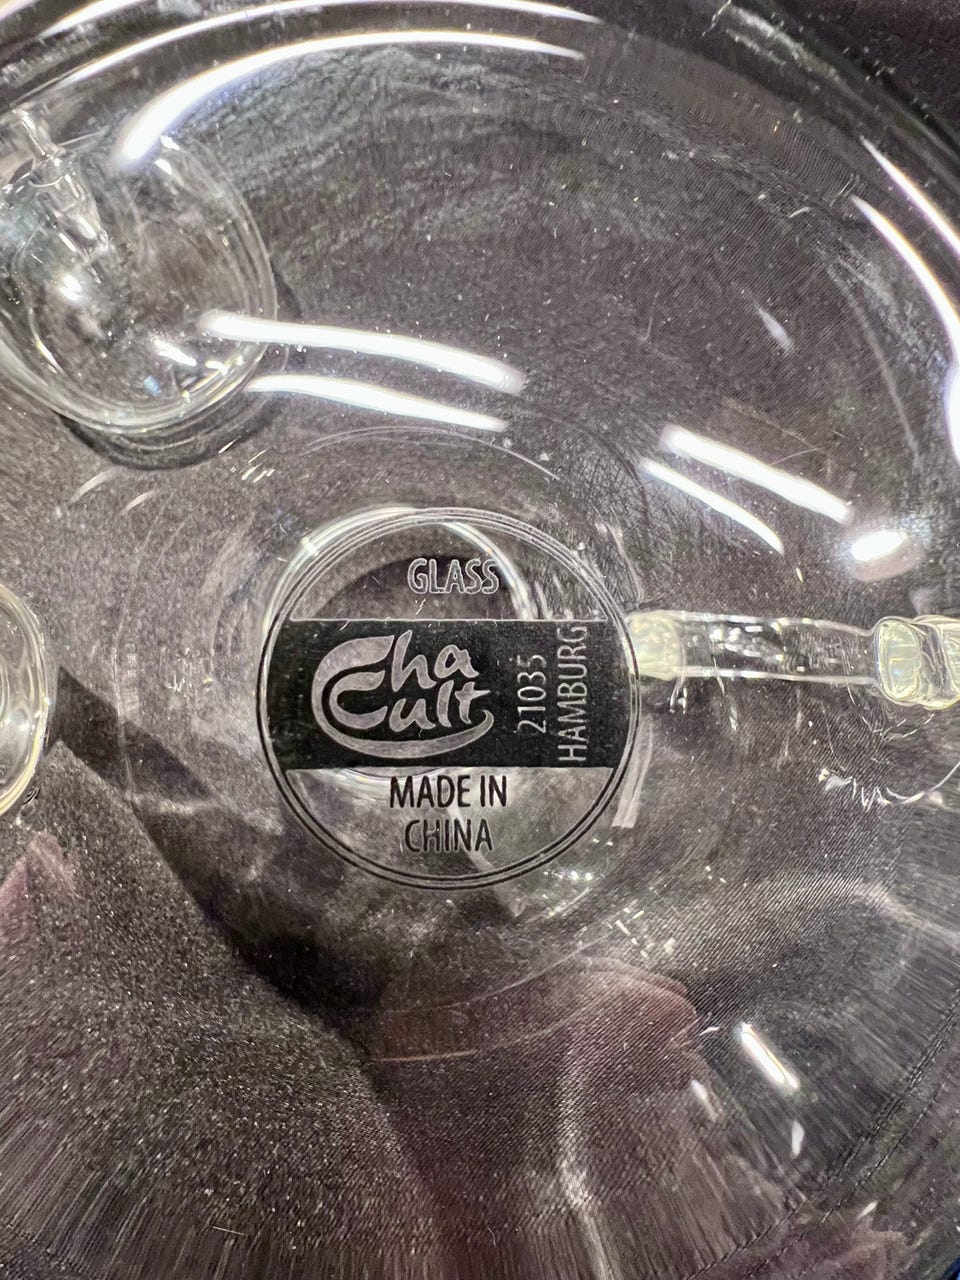 GLASS
Cha
Cult
21035
HAMBURG
MADE IN
CHINA